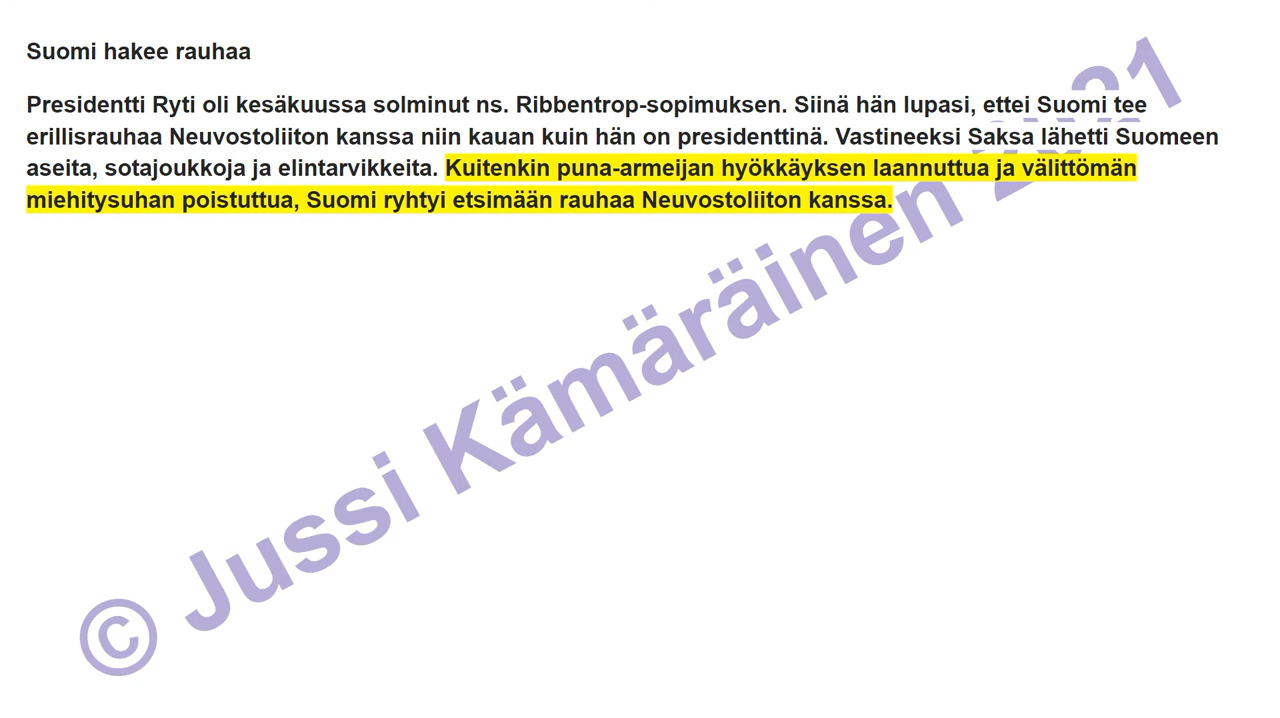 Suomi hakee rauhaa
Presidentti Ryti oli kesäkuussa solminut ns. Ribbentrop-sopimuksen. Siinä hän lupasi, ettei Suomi tee
erillisrauhaa Neuvostoliiton kanssa niin kauan kuin hän on presidenttinä. Vastineeksi Saksa lähetti Suomeen
aseita, sotajoukkoja ja elintarvikkeita. Kuitenkin puna-armeijan hyökkäyksen laannuttua ja välittömän
miehitysuhan poistuttua, Suomi ryhtyi etsimään rauhaa Neuvostoliiton kanssa.
© Jussi Kämäräinen 2021